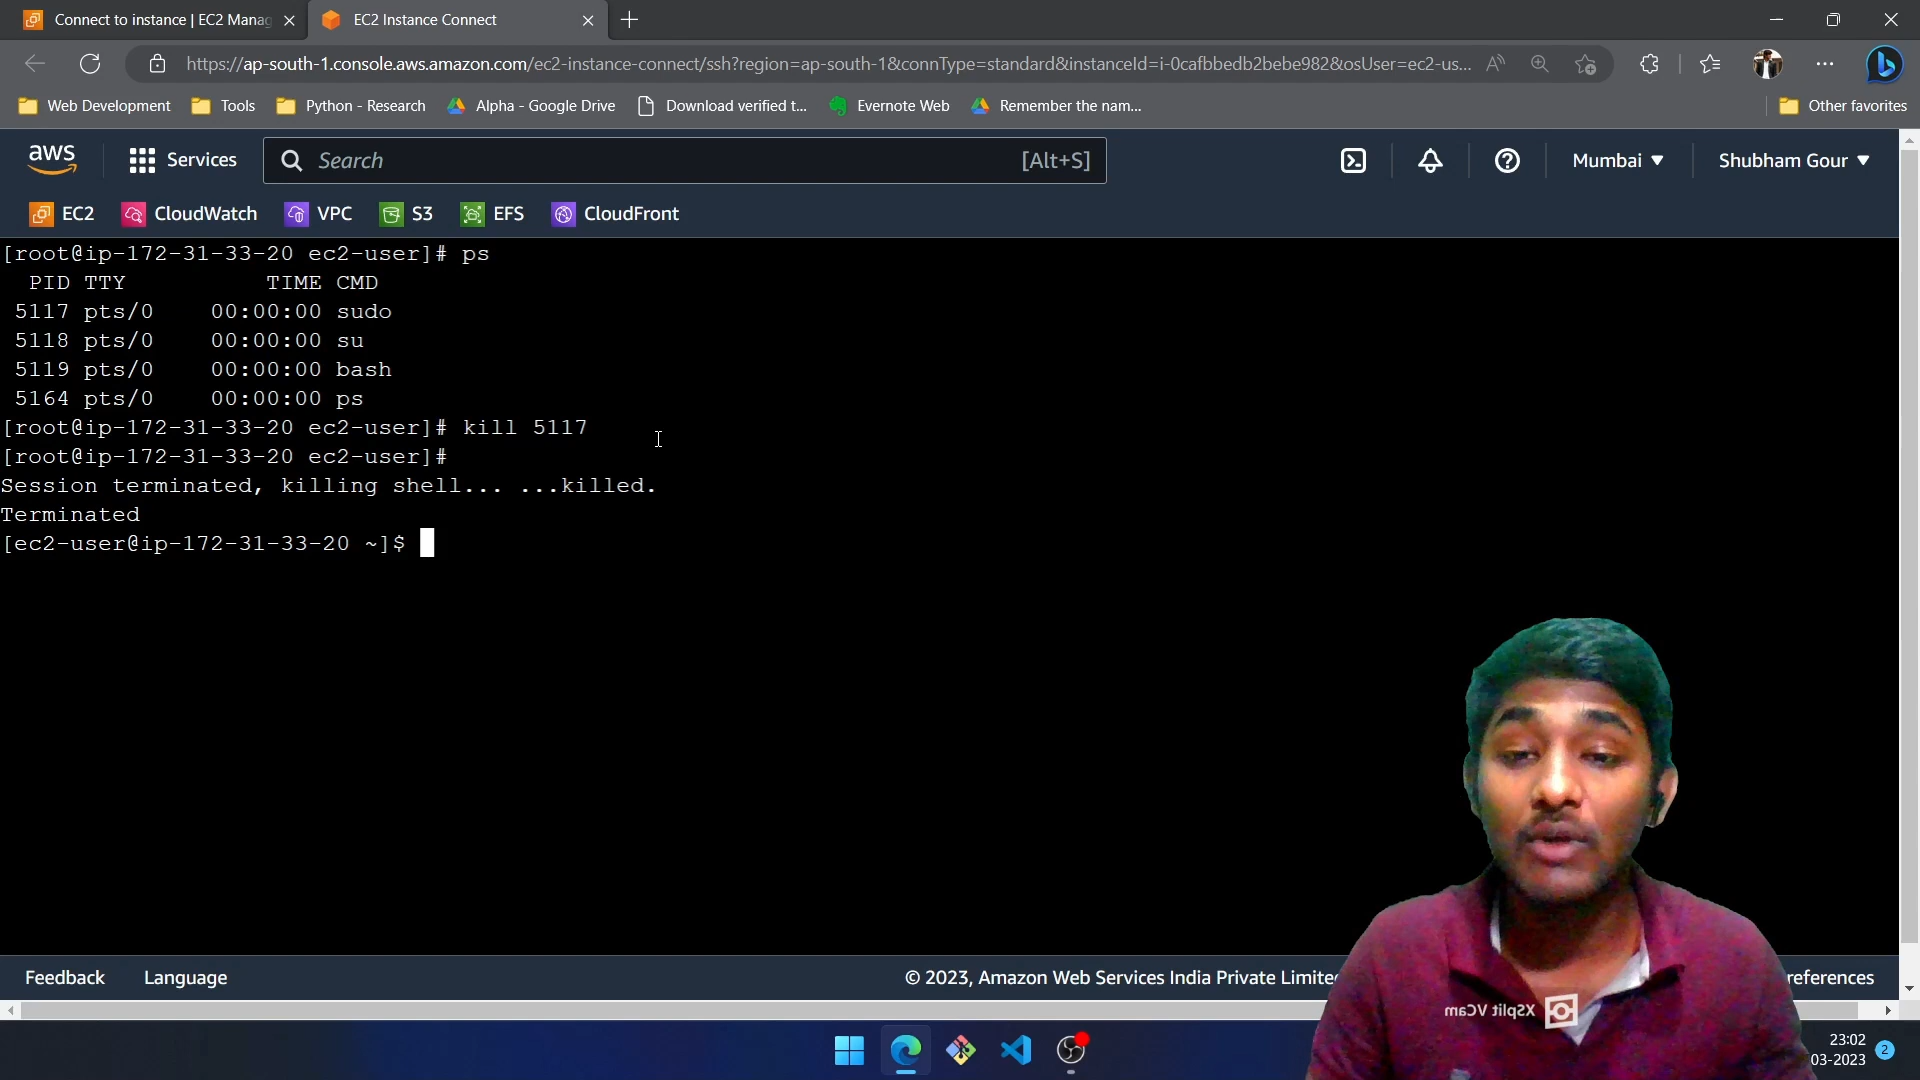 Connect to instance | EC2 Manag
EC2 Instance Connect
https://ap-south-1.console.aws.amazon.com/ec2-instance-connect/ssh?region=ap-south-1&connType=standard&instanceId=i-0cafbbedb2bebe982&osUser=ec2-us...
Web Development Tools Python - Research Alpha - Google Drive Download verified t... Evernote Web Remember the nam... Other favorites
aws Services Search [Alt+S] Mumbai Shubham Gour
EC2 CloudWatch VPC S3 EFS CloudFront
[root@ip-172-31-33-20 ec2-user]# ps
PID TTY TIME CMD
5117 pts/0 00:00:00 sudo
5118 pts/0 00:00:00 su
5119 pts/0 00:00:00 bash
5164 pts/0 00:00:00 ps
[root@ip-172-31-33-20 ec2-user]# kill 5117
[root@ip-172-31-33-20 ec2-user]#
Session terminated, killing shell... ...killed.
Terminated
[ec2-user@ip-172-31-33-20 ~]$
Feedback Language © 2023, Amazon Web Services India Private Limite references
XSplit VCam
23:02
03-2023 2